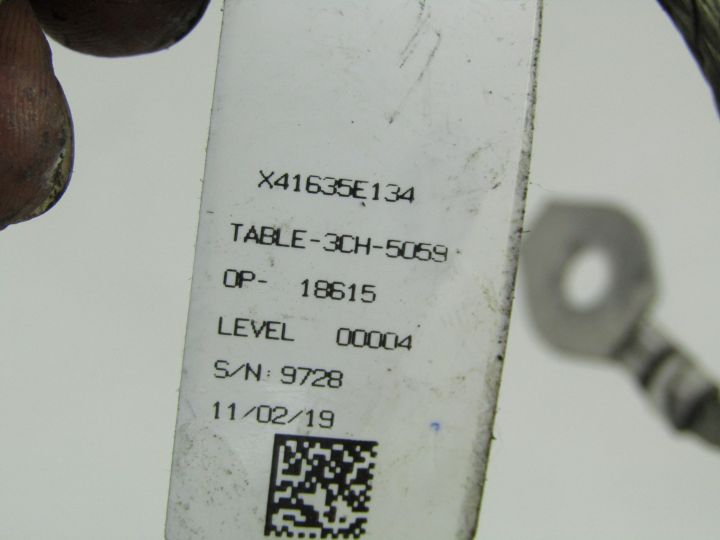 X41635E134
TABLE-3CH-5059
OP- 18615
LEVEL 00004
S/N: 9728
11/02/19